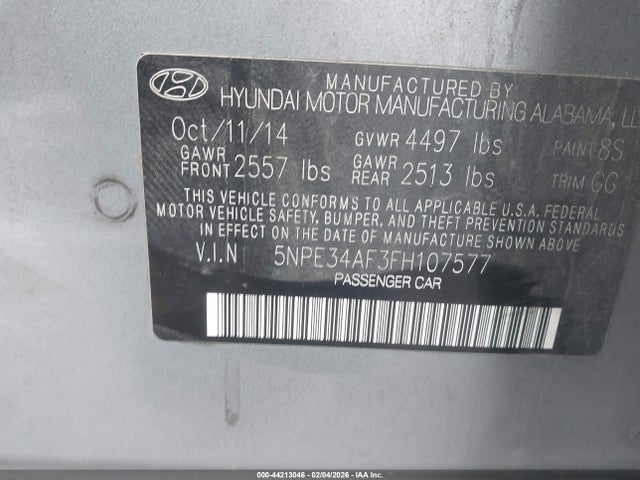 MANUFACTURED BY
HYUNDAI MOTOR MANUFACTURING ALABAMA, LL
Oct/11/14 GVWR 4497 lbs PAINT 8S
GAWR FRONT 2557 lbs GAWR REAR 2513 lbs TRIM GG
THIS VEHICLE CONFORMS TO ALL APPLICABLE U.S.A. FEDERAL
MOTOR VEHICLE SAFETY, BUMPER, AND THEFT PREVENTION STANDARDS
IN EFFECT ON THE DATE OF MANUFACTURE SHOWN ABOVE
V.I.N 5NPE34AF3FH107577
PASSENGER CAR
000-44213046 - 02/04/2026 - IAA Inc.